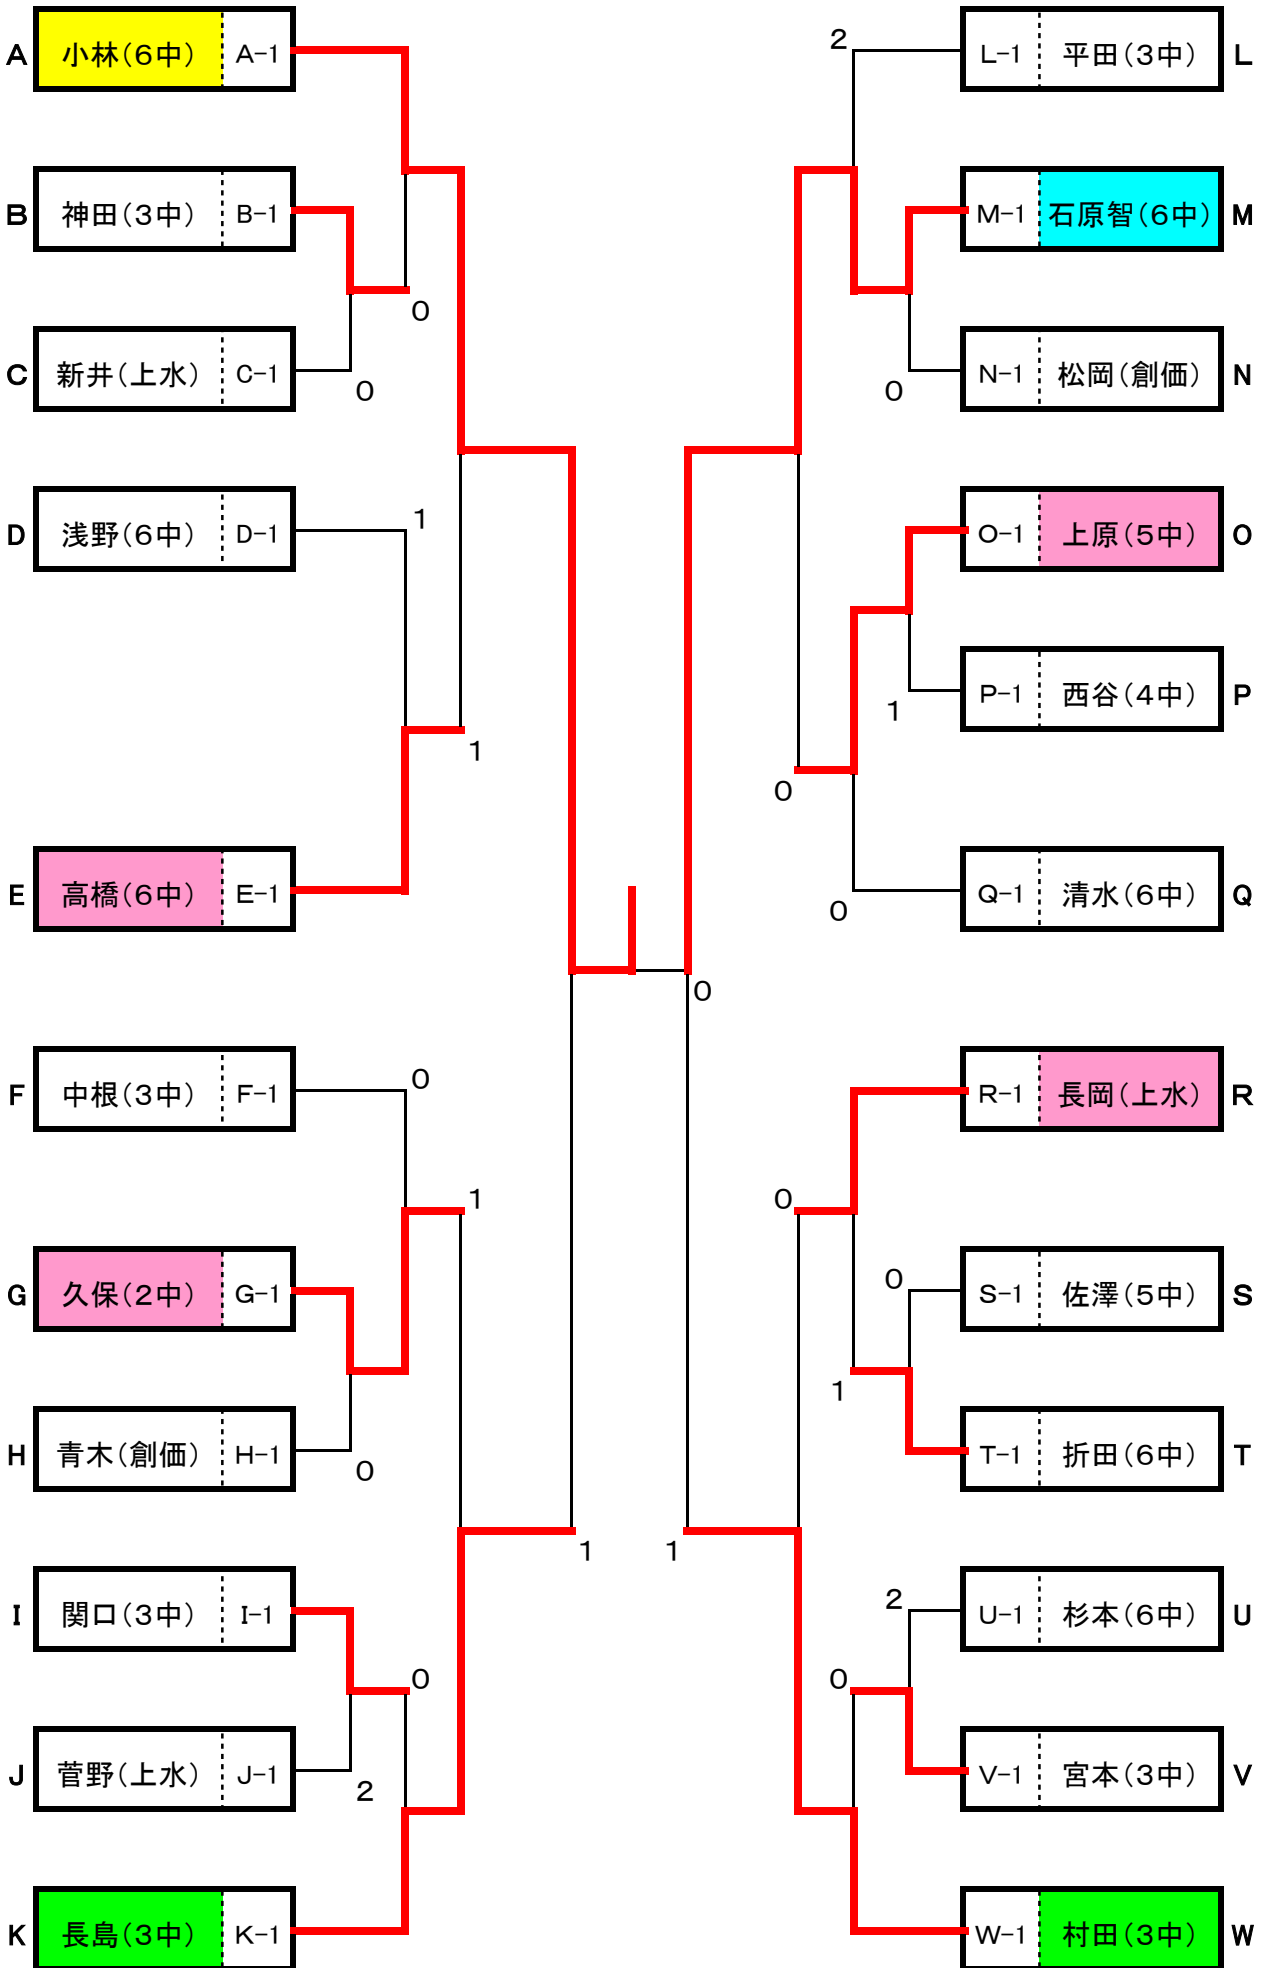 A 小林(6中) A-1
B 神田(3中) B-1
0
C 新井(上水) C-1
0
D 浅野(6中) D-1
1
1
E 高橋(6中) E-1
F 中根(3中) F-1
0
1
G 久保(2中) G-1
H 青木(創価) H-1
0
1
I 関口(3中) I-1
0
J 菅野(上水) J-1
2
K 長島(3中) K-1
2
L-1 平田(3中) L
M-1 石原智(6中) M
N-1 松岡(創価) N
0
O-1 上原(5中) O
P-1 西谷(4中) P
1
0
Q-1 清水(6中) Q
0
0
R-1 長岡(上水) R
0
0
S-1 佐澤(5中) S
1
T-1 折田(6中) T
1
2
U-1 杉本(6中) U
0
V-1 宮本(3中) V
W-1 村田(3中) W